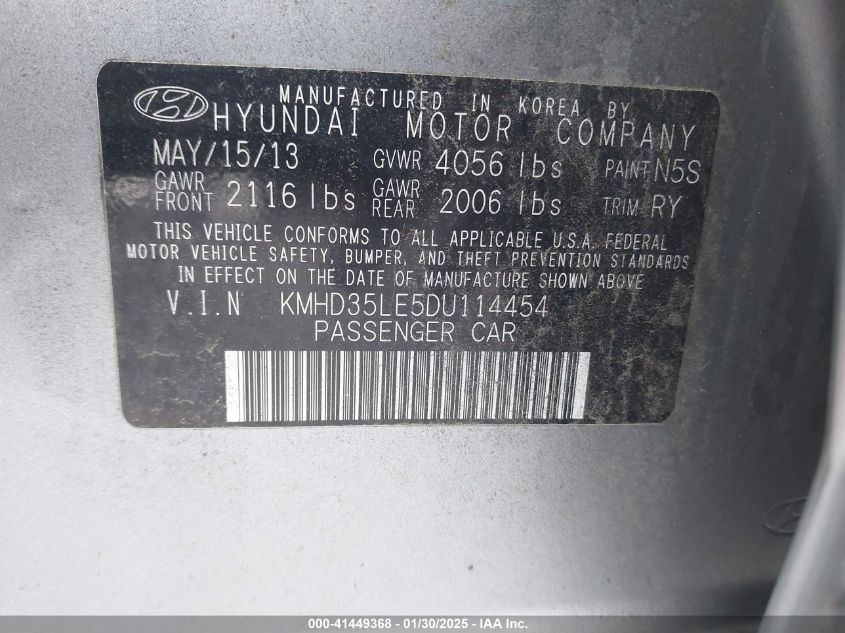 MANUFACTURED IN KOREA BY
HYUNDAI MOTOR COMPANY
MAY/15/13 GVWR 4056 lbs PAINT N5S
GAWR FRONT 2116 lbs GAWR REAR 2006 lbs TRIM RY
THIS VEHICLE CONFORMS TO ALL APPLICABLE U.S.A. FEDERAL
MOTOR VEHICLE SAFETY, BUMPER, AND THEFT PREVENTION STANDARDS
IN EFFECT ON THE DATE OF MANUFACTURE SHOWN ABOVE
V.I.N KMHD35LE5DU114454
PASSENGER CAR
000-41449368 - 01/30/2025 - IAA Inc.